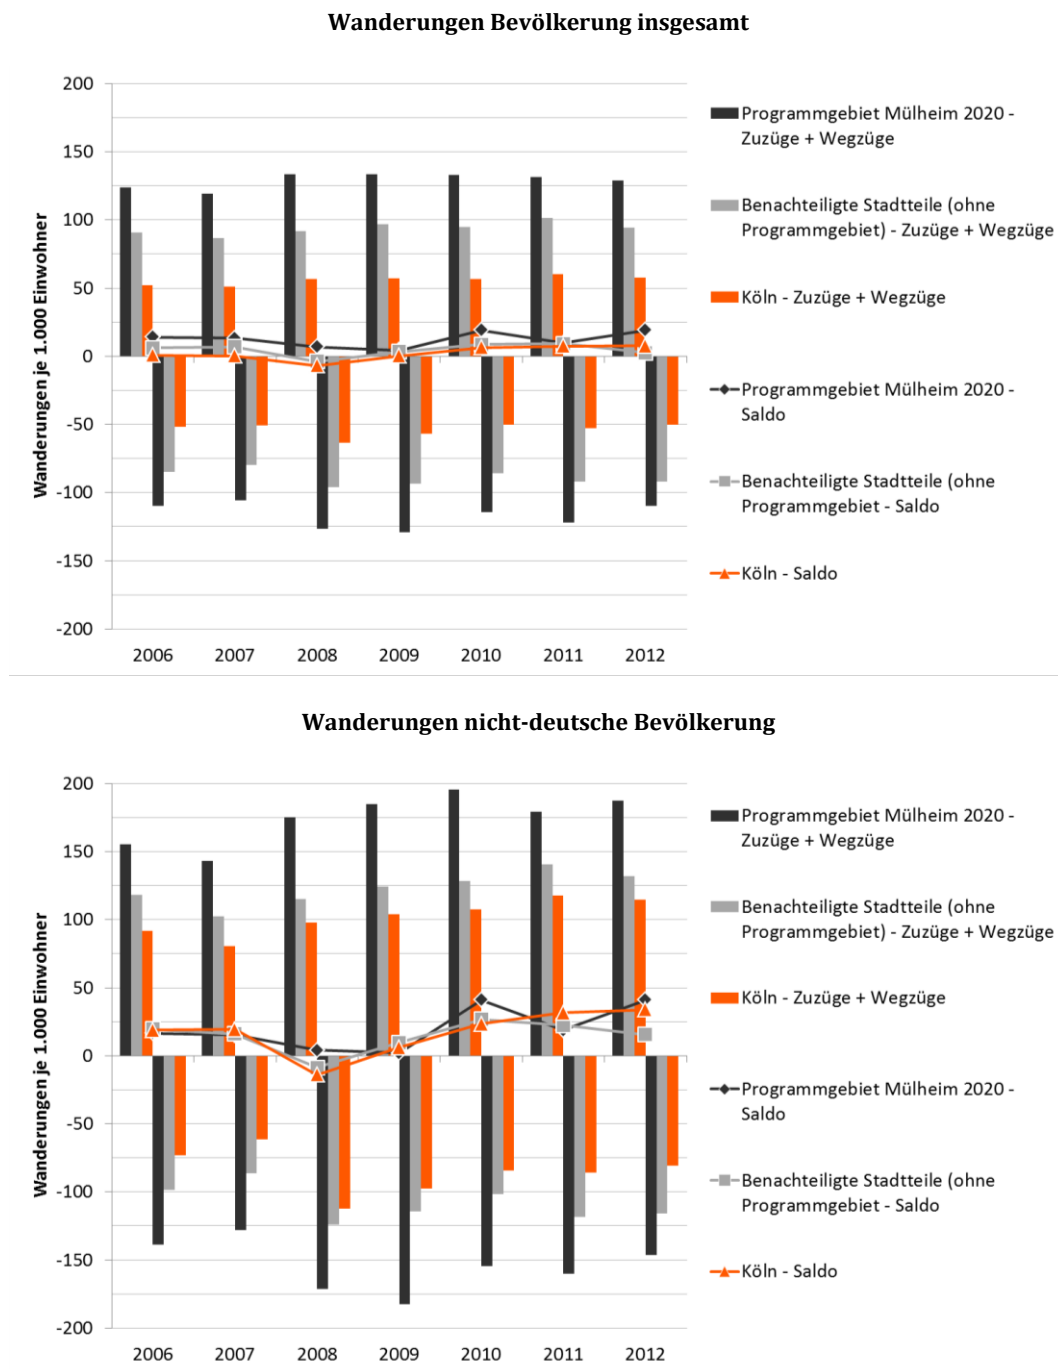 Wanderungen Bevölkerung insgesamt
Wanderungen je 1.000 Einwohner
200
150
100
50
0
-50
-100
-150
-200
2006 2007 2008 2009 2010 2011 2012
Programmgebiet Mülheim 2020 -
Zuzüge + Wegzüge
Benachteiligte Stadtteile (ohne
Programmgebiet) - Zuzüge + Wegzüge
Köln - Zuzüge + Wegzüge
Programmgebiet Mülheim 2020 -
Saldo
Benachteiligte Stadtteile (ohne
Programmgebiet - Saldo
Köln - Saldo
Wanderungen nicht-deutsche Bevölkerung
Wanderungen je 1.000 Einwohner
200
150
100
50
0
-50
-100
-150
-200
2006 2007 2008 2009 2010 2011 2012
Programmgebiet Mülheim 2020 -
Zuzüge + Wegzüge
Benachteiligte Stadtteile (ohne
Programmgebiet) - Zuzüge + Wegzüge
Köln - Zuzüge + Wegzüge
Programmgebiet Mülheim 2020 -
Saldo
Benachteiligte Stadtteile (ohne
Programmgebiet - Saldo
Köln - Saldo